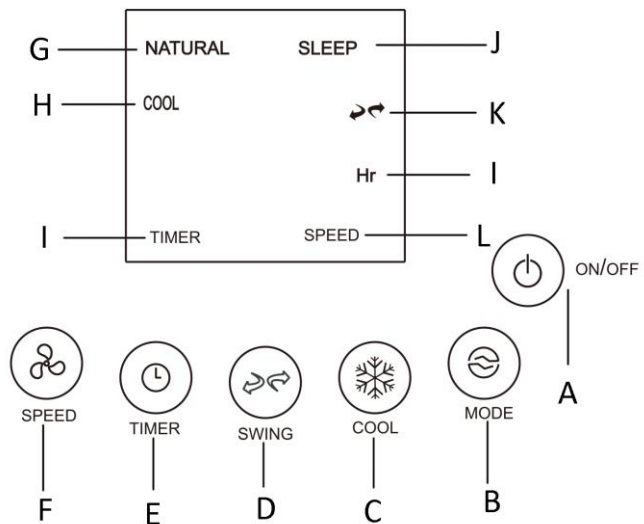 G NATURAL SLEEP J
H COOL K
Hr I
I TIMER SPEED L
ON/OFF
A
SPEED TIMER SWING COOL MODE
F E D C B